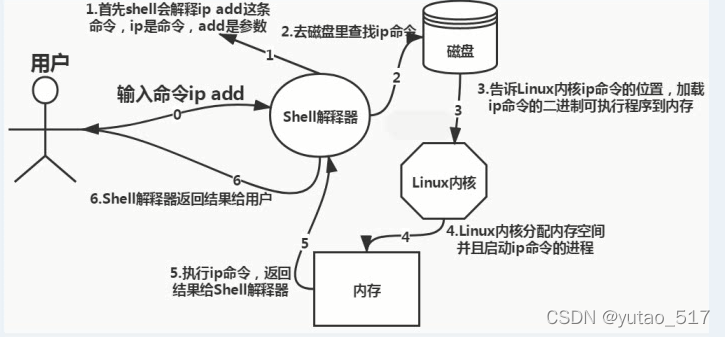 1.首先shell会解释ip add这条
命令，ip是命令，add是参数
2.去磁盘里查找ip命令
磁盘
用户
1
输入命令ip add
0
2
Shell解释器
3.告诉Linux内核ip命令的位置，加载
ip命令的二进制可执行程序到内存
3
Linux内核
6
6.Shell解释器返回结果给用户
4.Linux内核分配内存空间
并且启动ip命令的进程
4
5
5.执行ip命令，返回
结果给Shell解释器
内存
CSDN @yutao_517